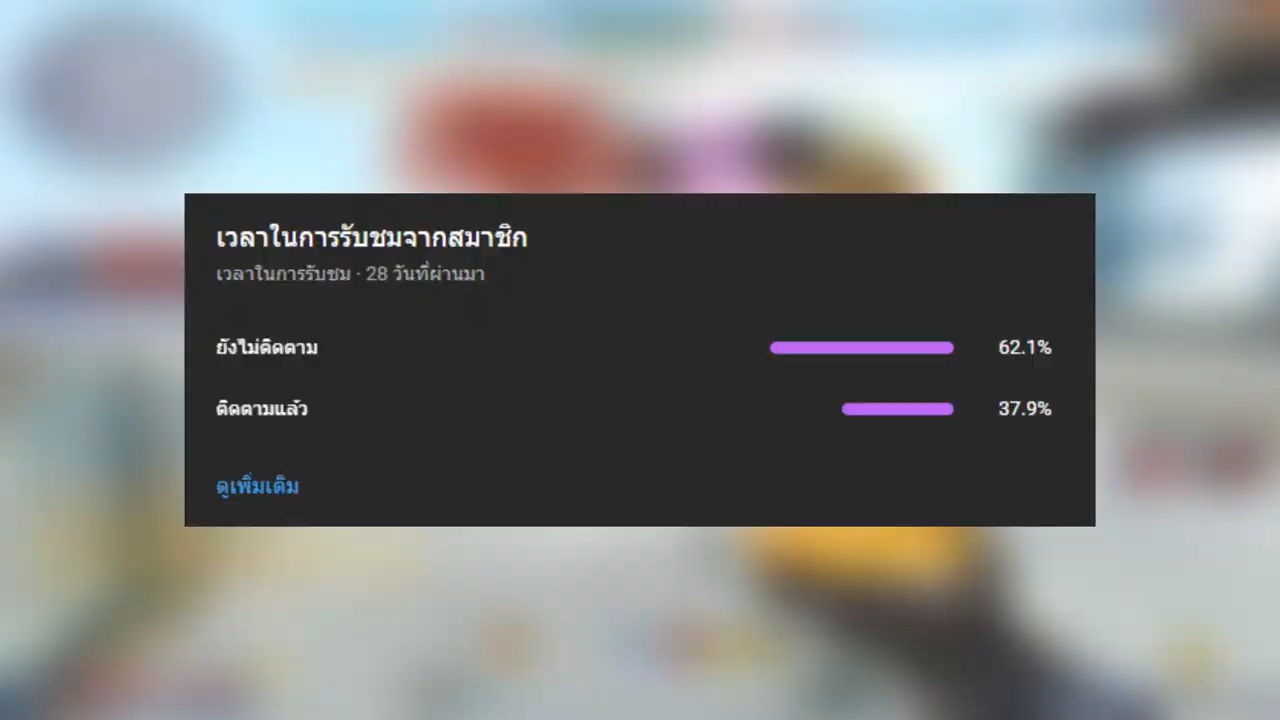 เวลาในการรับชมจากสมาชิก
เวลาในการรับชม · 28 วันที่ผ่านมา
ยังไม่ติดตาม 62.1%
ติดตามแล้ว 37.9%
ดูเพิ่มเติม